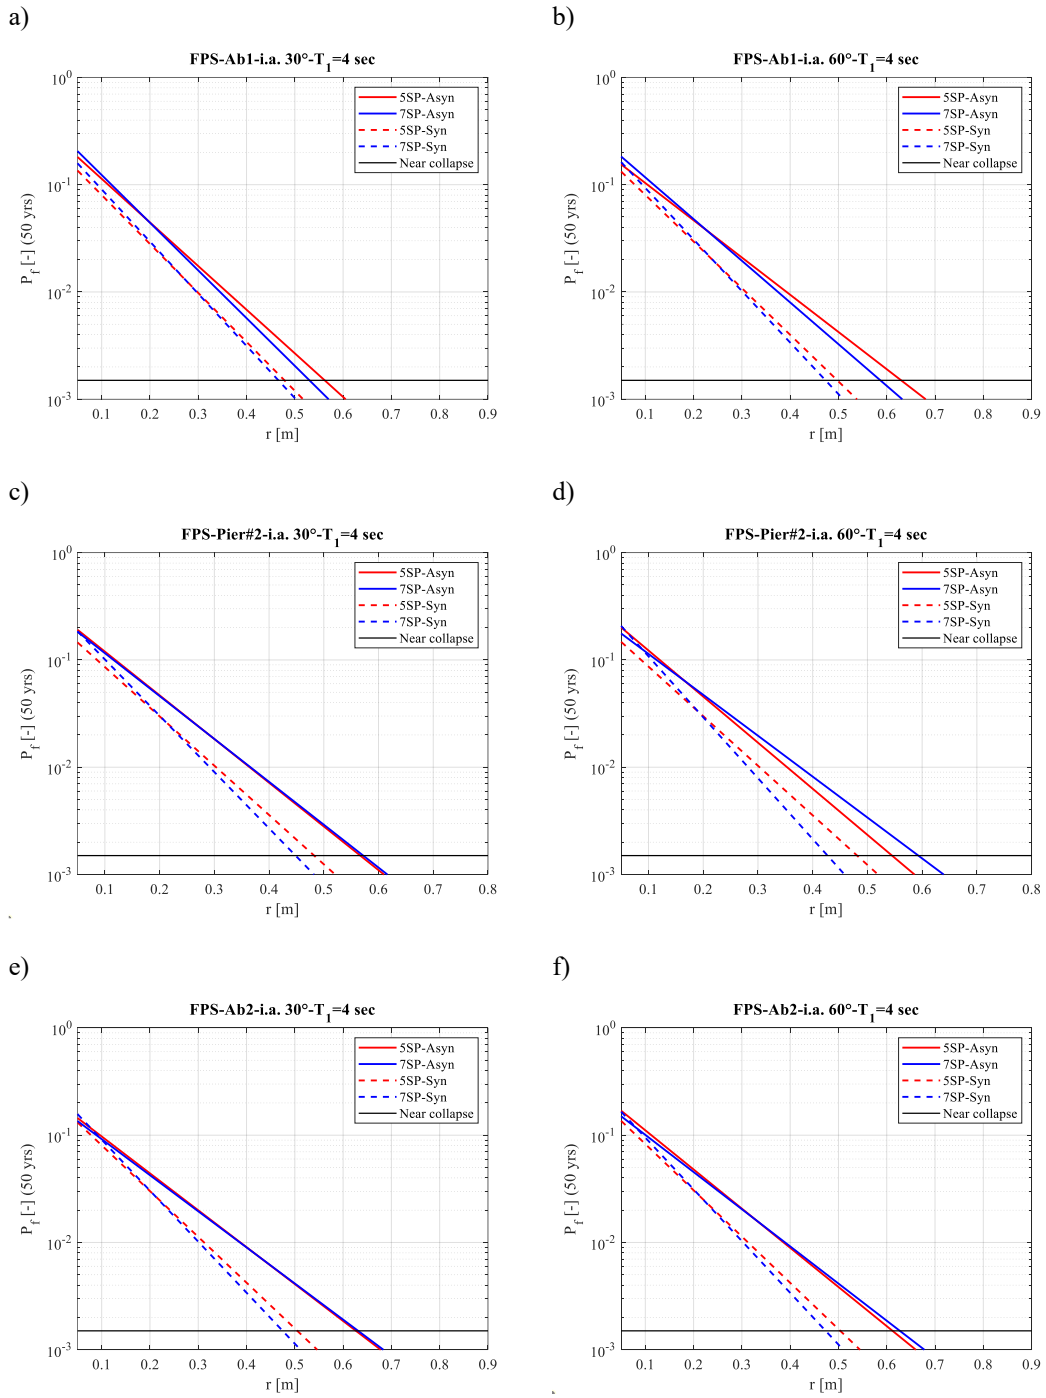 a)
b)
FPS-Ab1-i.a. 30°-T1=4 sec
10^0
10^-1
10^-2
10^-3
P_f [-] (50 yrs)
5SP-Asyn
7SP-Asyn
5SP-Syn
7SP-Syn
Near collapse
0.1 0.2 0.3 0.4 0.5 0.6 0.7 0.8 0.9
r [m]
FPS-Ab1-i.a. 60°-T1=4 sec
10^0
10^-1
10^-2
10^-3
P_f [-] (50 yrs)
5SP-Asyn
7SP-Asyn
5SP-Syn
7SP-Syn
Near collapse
0.1 0.2 0.3 0.4 0.5 0.6 0.7 0.8 0.9
r [m]
c)
d)
FPS-Pier#2-i.a. 30°-T1=4 sec
10^0
10^-1
10^-2
10^-3
P_f [-] (50 yrs)
5SP-Asyn
7SP-Asyn
5SP-Syn
7SP-Syn
Near collapse
0.1 0.2 0.3 0.4 0.5 0.6 0.7 0.8
r [m]
FPS-Pier#2-i.a. 60°-T1=4 sec
10^0
10^-1
10^-2
10^-3
P_f [-] (50 yrs)
5SP-Asyn
7SP-Asyn
5SP-Syn
7SP-Syn
Near collapse
0.1 0.2 0.3 0.4 0.5 0.6 0.7 0.8
r [m]
e)
f)
FPS-Ab2-i.a. 30°-T1=4 sec
10^0
10^-1
10^-2
10^-3
P_f [-] (50 yrs)
5SP-Asyn
7SP-Asyn
5SP-Syn
7SP-Syn
Near collapse
0.1 0.2 0.3 0.4 0.5 0.6 0.7 0.8 0.9
r [m]
FPS-Ab2-i.a. 60°-T1=4 sec
10^0
10^-1
10^-2
10^-3
P_f [-] (50 yrs)
5SP-Asyn
7SP-Asyn
5SP-Syn
7SP-Syn
Near collapse
0.1 0.2 0.3 0.4 0.5 0.6 0.7 0.8 0.9
r [m]